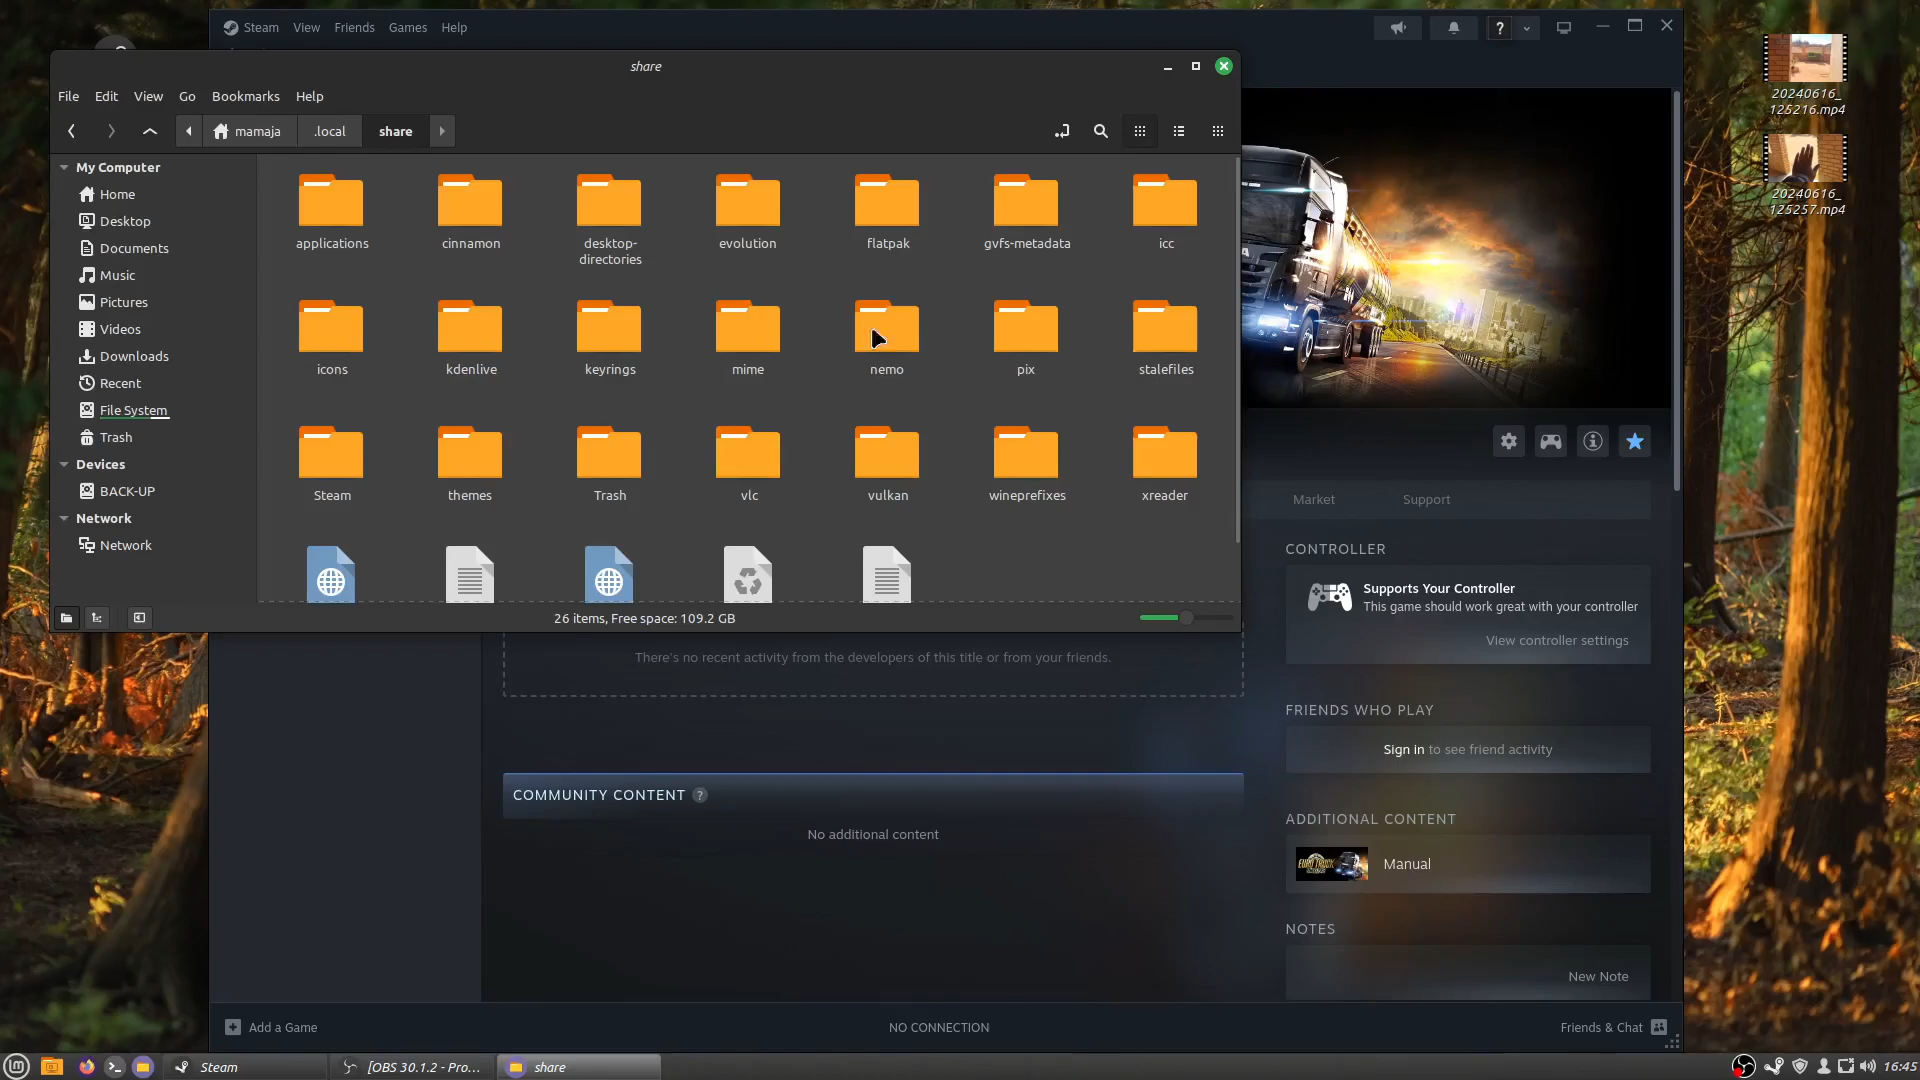 Steam View Friends Games Help
share
File Edit View Go Bookmarks Help
mamaja .local share
My Computer
Home
Desktop
Documents
Music
Pictures
Videos
Downloads
Recent
File System
Trash
Devices
BACK-UP
Network
Network
applications cinnamon desktop-directories evolution flatpak gvfs-metadata icc
icons kdenlive keyrings mime nemo pix stalefiles
Steam themes Trash vlc vulkan wineprefixes xreader
26 items, Free space: 109.2 GB
20240616_
125216.mp4
20240616_
125257.mp4
Market Support
CONTROLLER
Supports Your Controller
This game should work great with your controller
View controller settings
There's no recent activity from the developers of this title or from your friends.
FRIENDS WHO PLAY
Sign in to see friend activity
COMMUNITY CONTENT ?
No additional content
ADDITIONAL CONTENT
Manual
NOTES
New Note
Add a Game NO CONNECTION Friends & Chat
Steam [OBS 30.1.2 - Pro... share 16:45